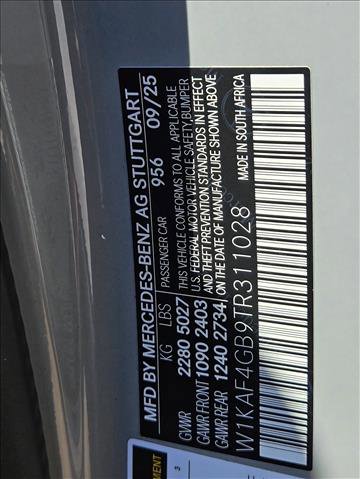 MFD BY MERCEDES-BENZ AG STUTTGART
PASSENGER CAR 956 09/25
KG LBS
GVWR 2280 5027
GAWR FRONT 1090 2403
GAWR REAR 1240 2734
THIS VEHICLE CONFORMS TO ALL APPLICABLE
U.S. FEDERAL MOTOR VEHICLE SAFETY, BUMPER
AND THEFT PREVENTION STANDARDS IN EFFECT
ON THE DATE OF MANUFACTURE SHOWN ABOVE
MADE IN SOUTH AFRICA
W1KAF4GB9TR311028
3